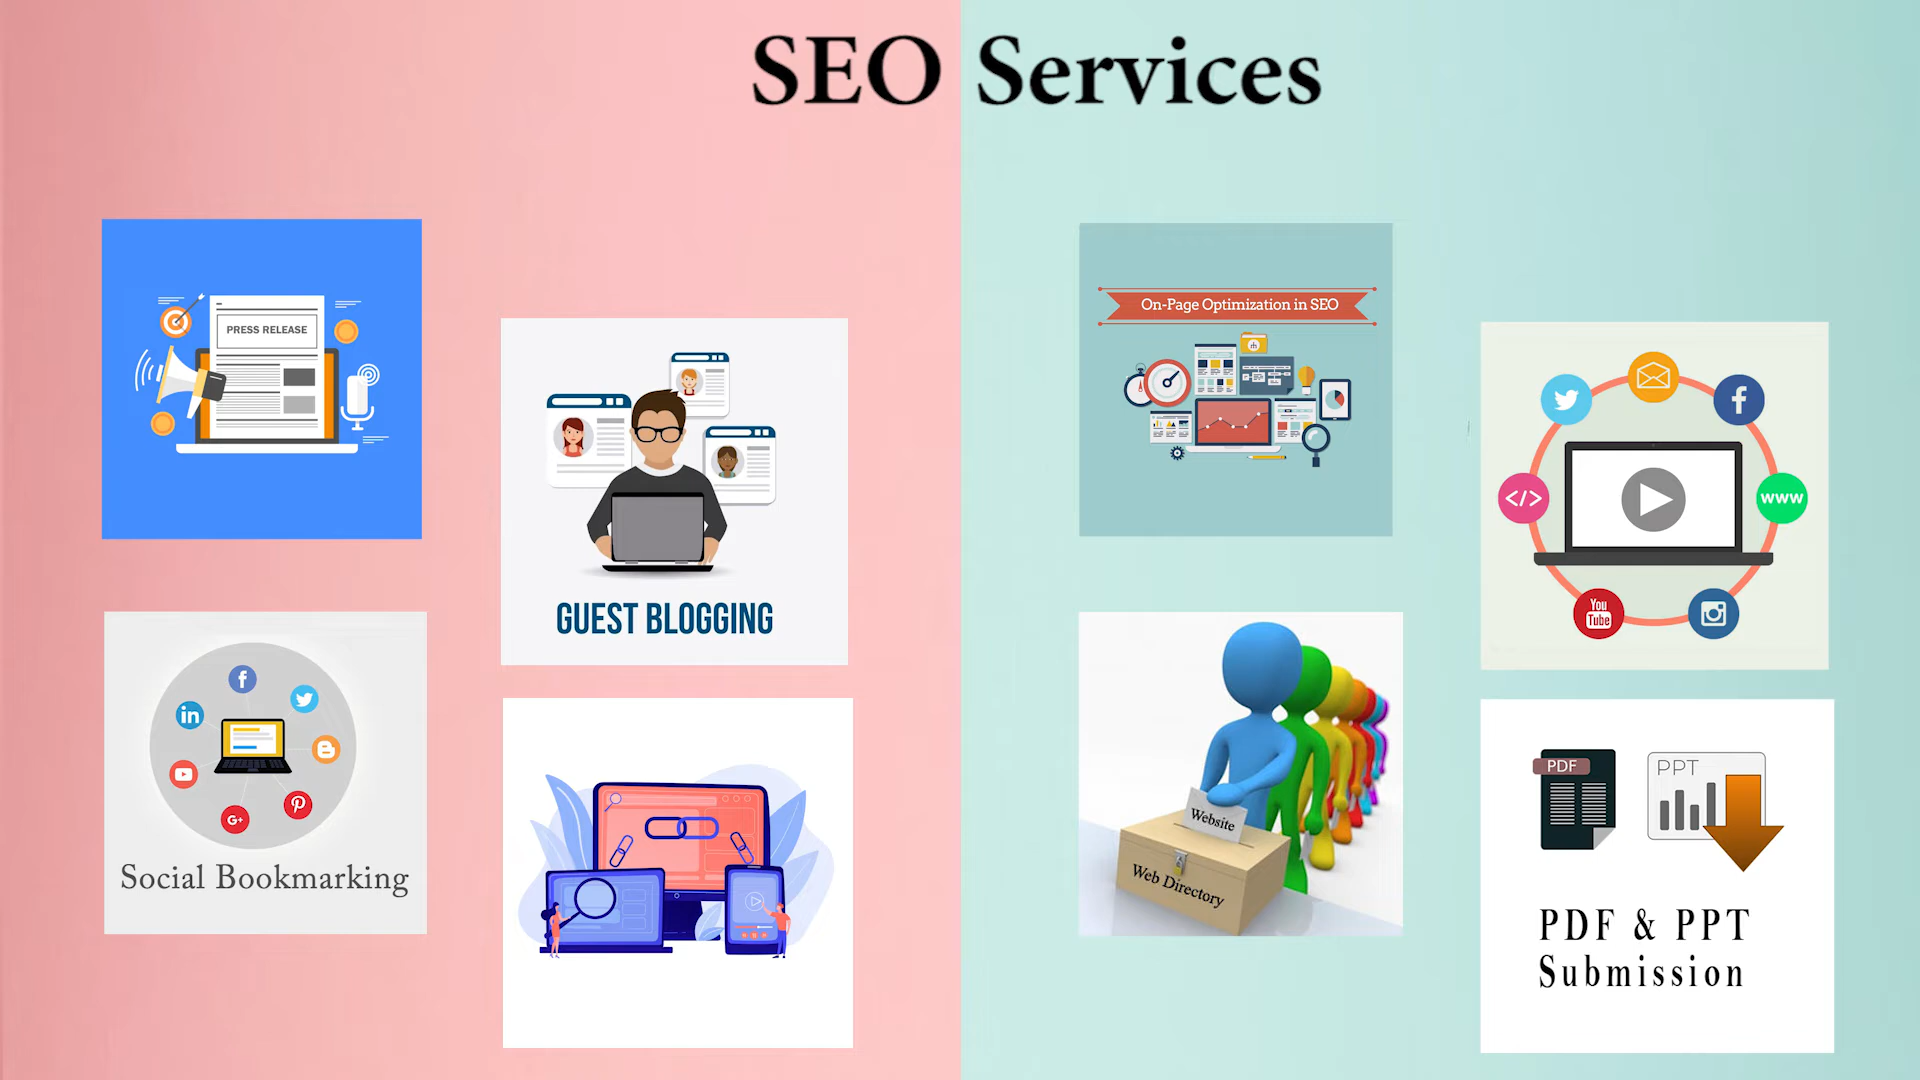 SEO Services
PRESS RELEASE
GUEST BLOGGING
in
G+
Social Bookmarking
On-Page Optimization in SEO
</>
www
You
Tube
Website
Web Directory
PDF
PPT
PDF & PPT
Submission